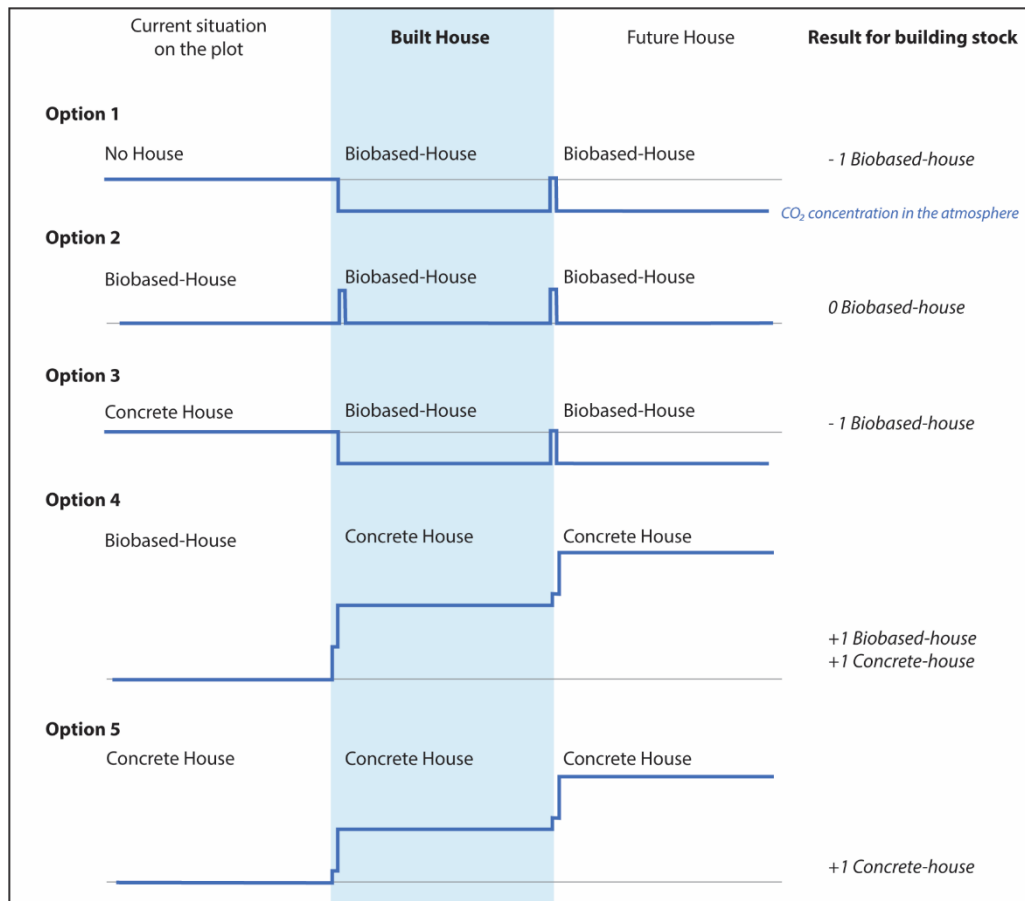 Current situation
on the plot
Built House
Future House
Result for building stock
Option 1
No House
Biobased-House
Biobased-House
- 1 Biobased-house
CO₂ concentration in the atmosphere
Option 2
Biobased-House
Biobased-House
Biobased-House
0 Biobased-house
Option 3
Concrete House
Biobased-House
Biobased-House
- 1 Biobased-house
Option 4
Biobased-House
Concrete House
Concrete House
+1 Biobased-house
+1 Concrete-house
Option 5
Concrete House
Concrete House
Concrete House
+1 Concrete-house